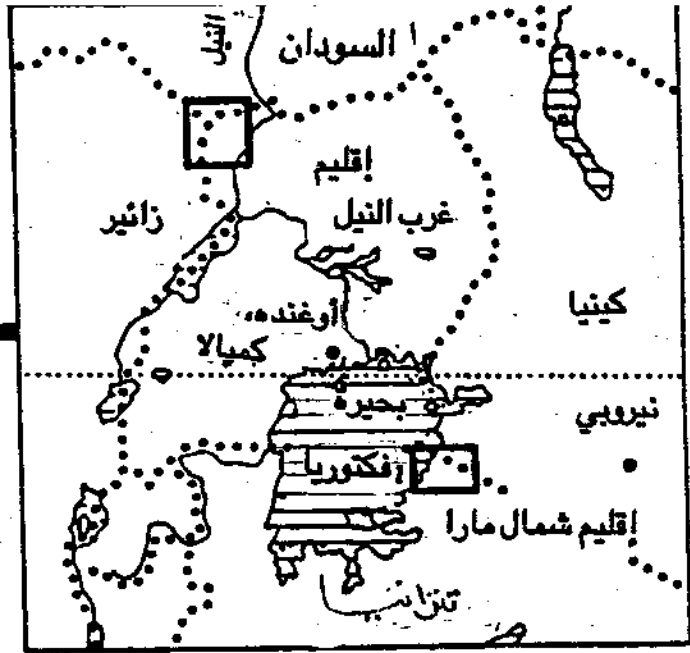 النيل
السودان
إقليم
غرب النيل
زائير
كينيا
أوغنده
كمبالا
بحيرة
فكتوريا
نيروبي
إقليم شمال مارا
تنزانيا